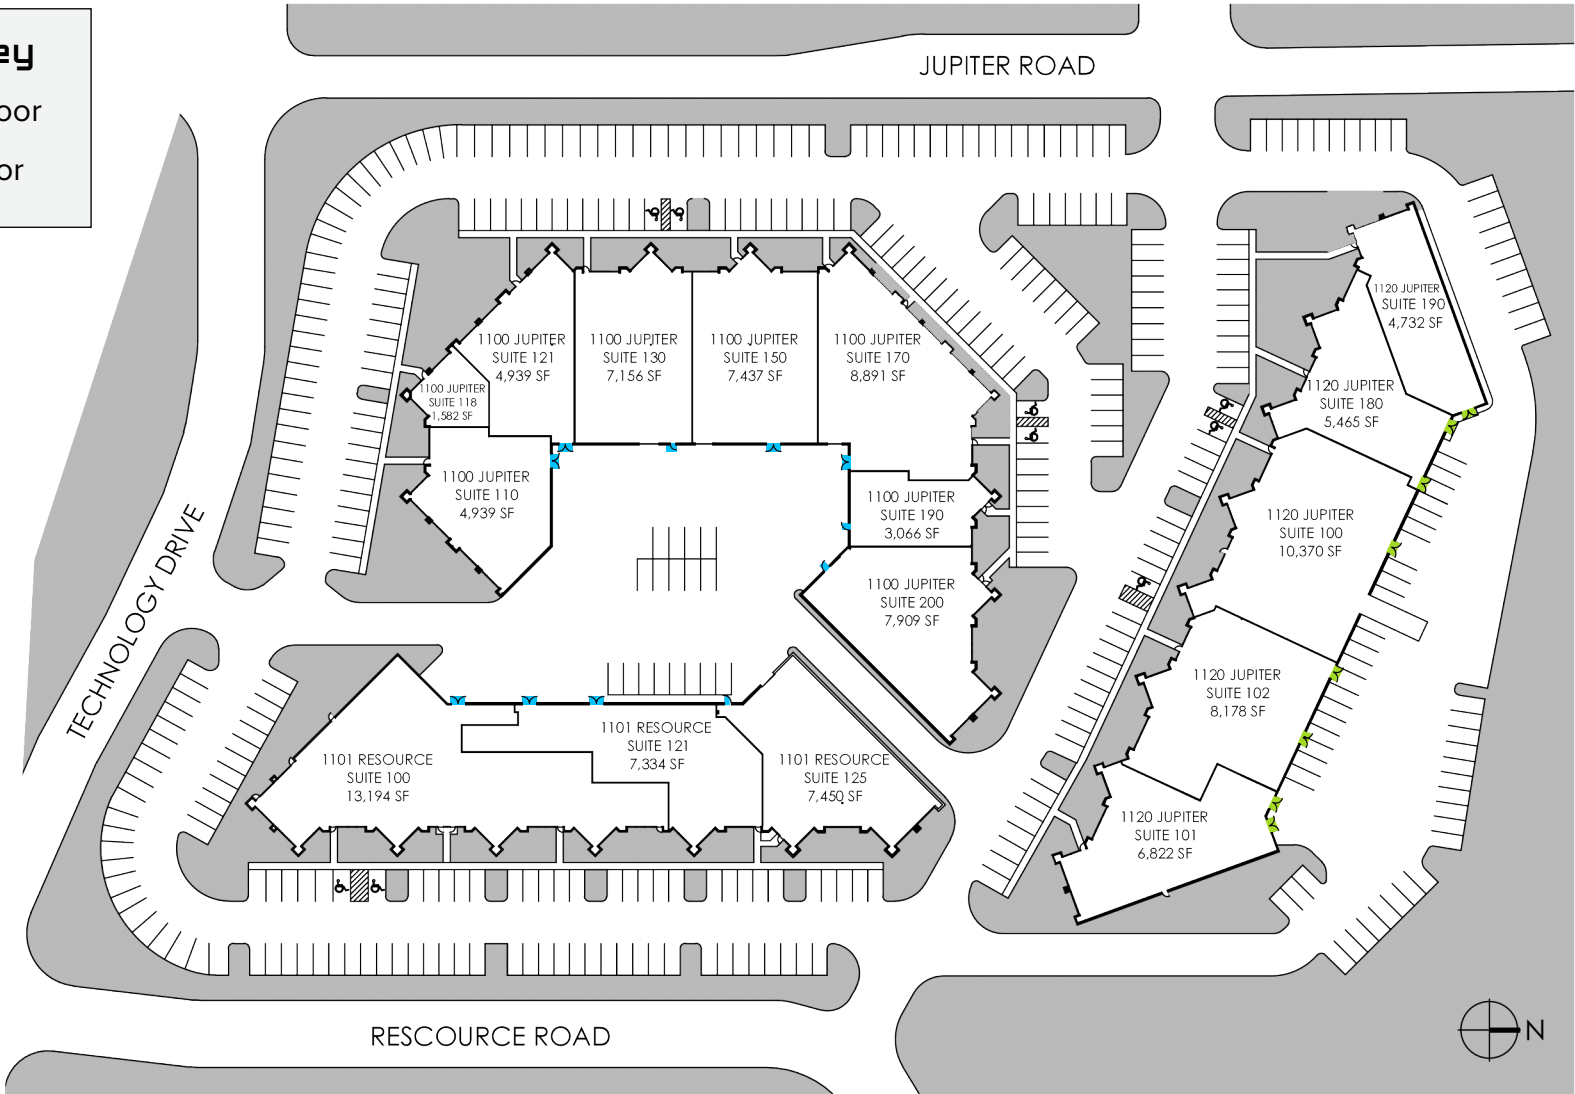 ey
oor
or
JUPITER ROAD
TECHNOLOGY DRIVE
1100 JUPITER
SUITE 121
4,939 SF
1100 JUPITER
SUITE 130
7,156 SF
1100 JUPITER
SUITE 150
7,437 SF
1100 JUPITER
SUITE 170
8,891 SF
1100 JUPITER
SUITE 118
1,582 SF
1100 JUPITER
SUITE 110
4,939 SF
1100 JUPITER
SUITE 190
3,066 SF
1100 JUPITER
SUITE 200
7,909 SF
1101 RESOURCE
SUITE 100
13,194 SF
1101 RESOURCE
SUITE 121
7,334 SF
1101 RESOURCE
SUITE 125
7,450 SF
1120 JUPITER
SUITE 190
4,732 SF
1120 JUPITER
SUITE 180
5,465 SF
1120 JUPITER
SUITE 100
10,370 SF
1120 JUPITER
SUITE 102
8,178 SF
1120 JUPITER
SUITE 101
6,822 SF
RESCOURCE ROAD
N